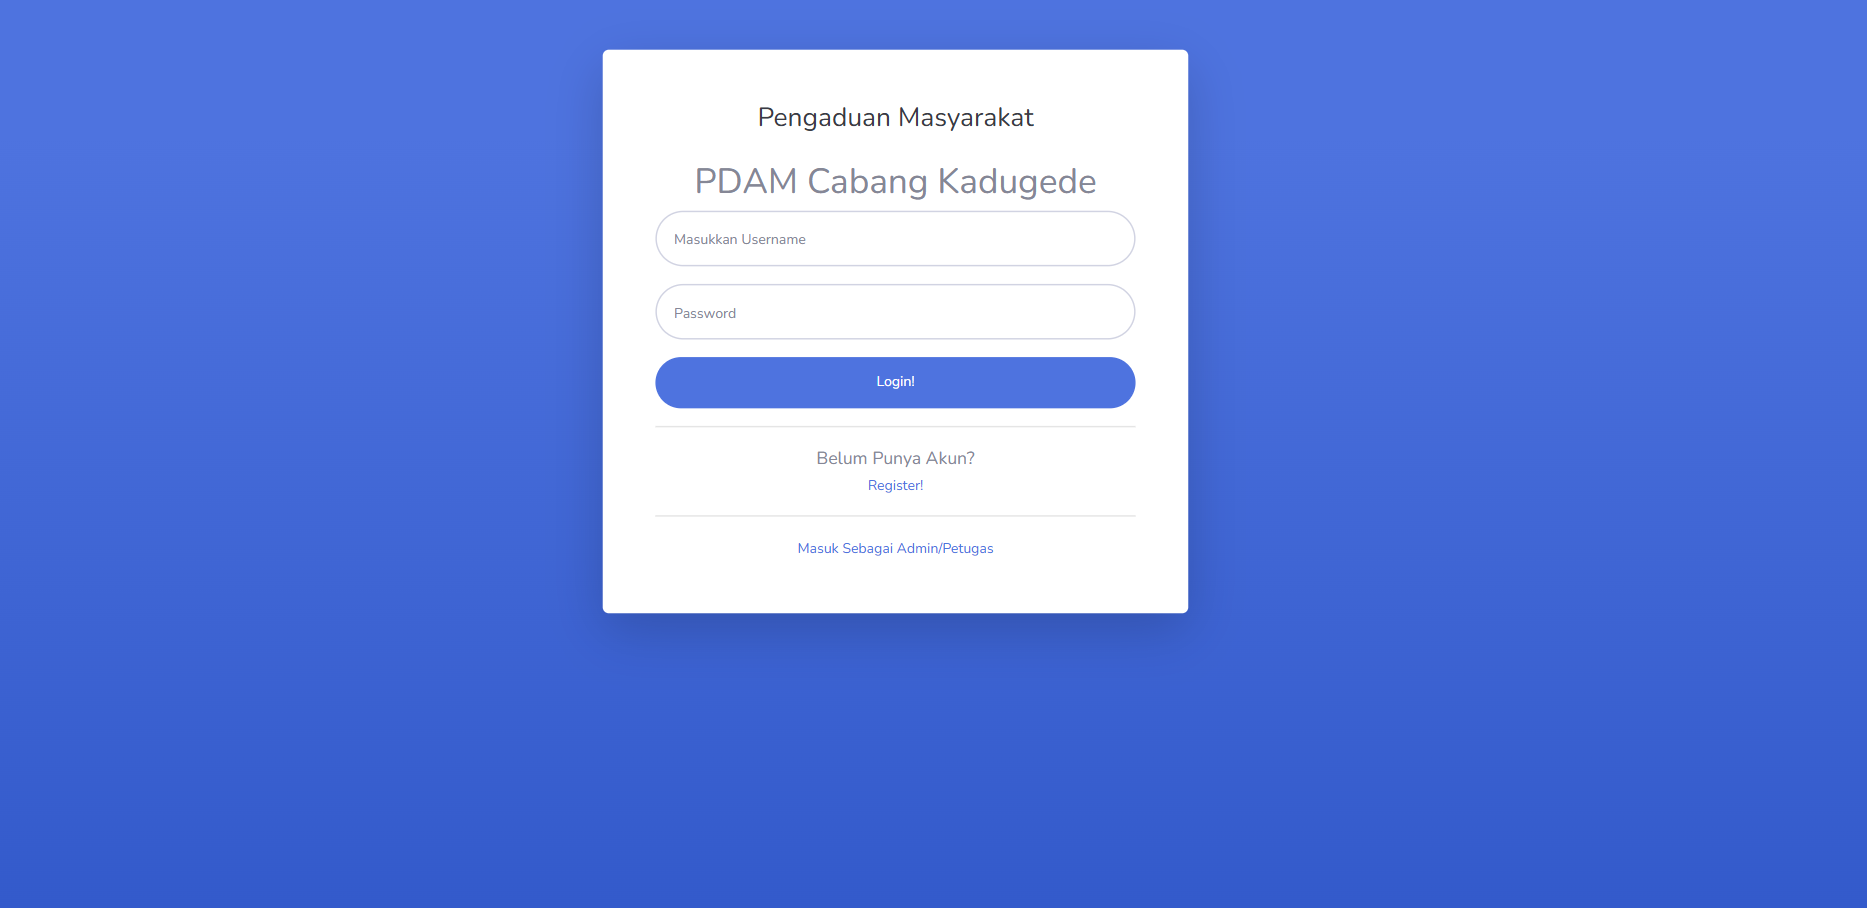 Pengaduan Masyarakat
PDAM Cabang Kadugede
Masukkan Username
Password
Login!
Belum Punya Akun?
Register!
Masuk Sebagai Admin/Petugas